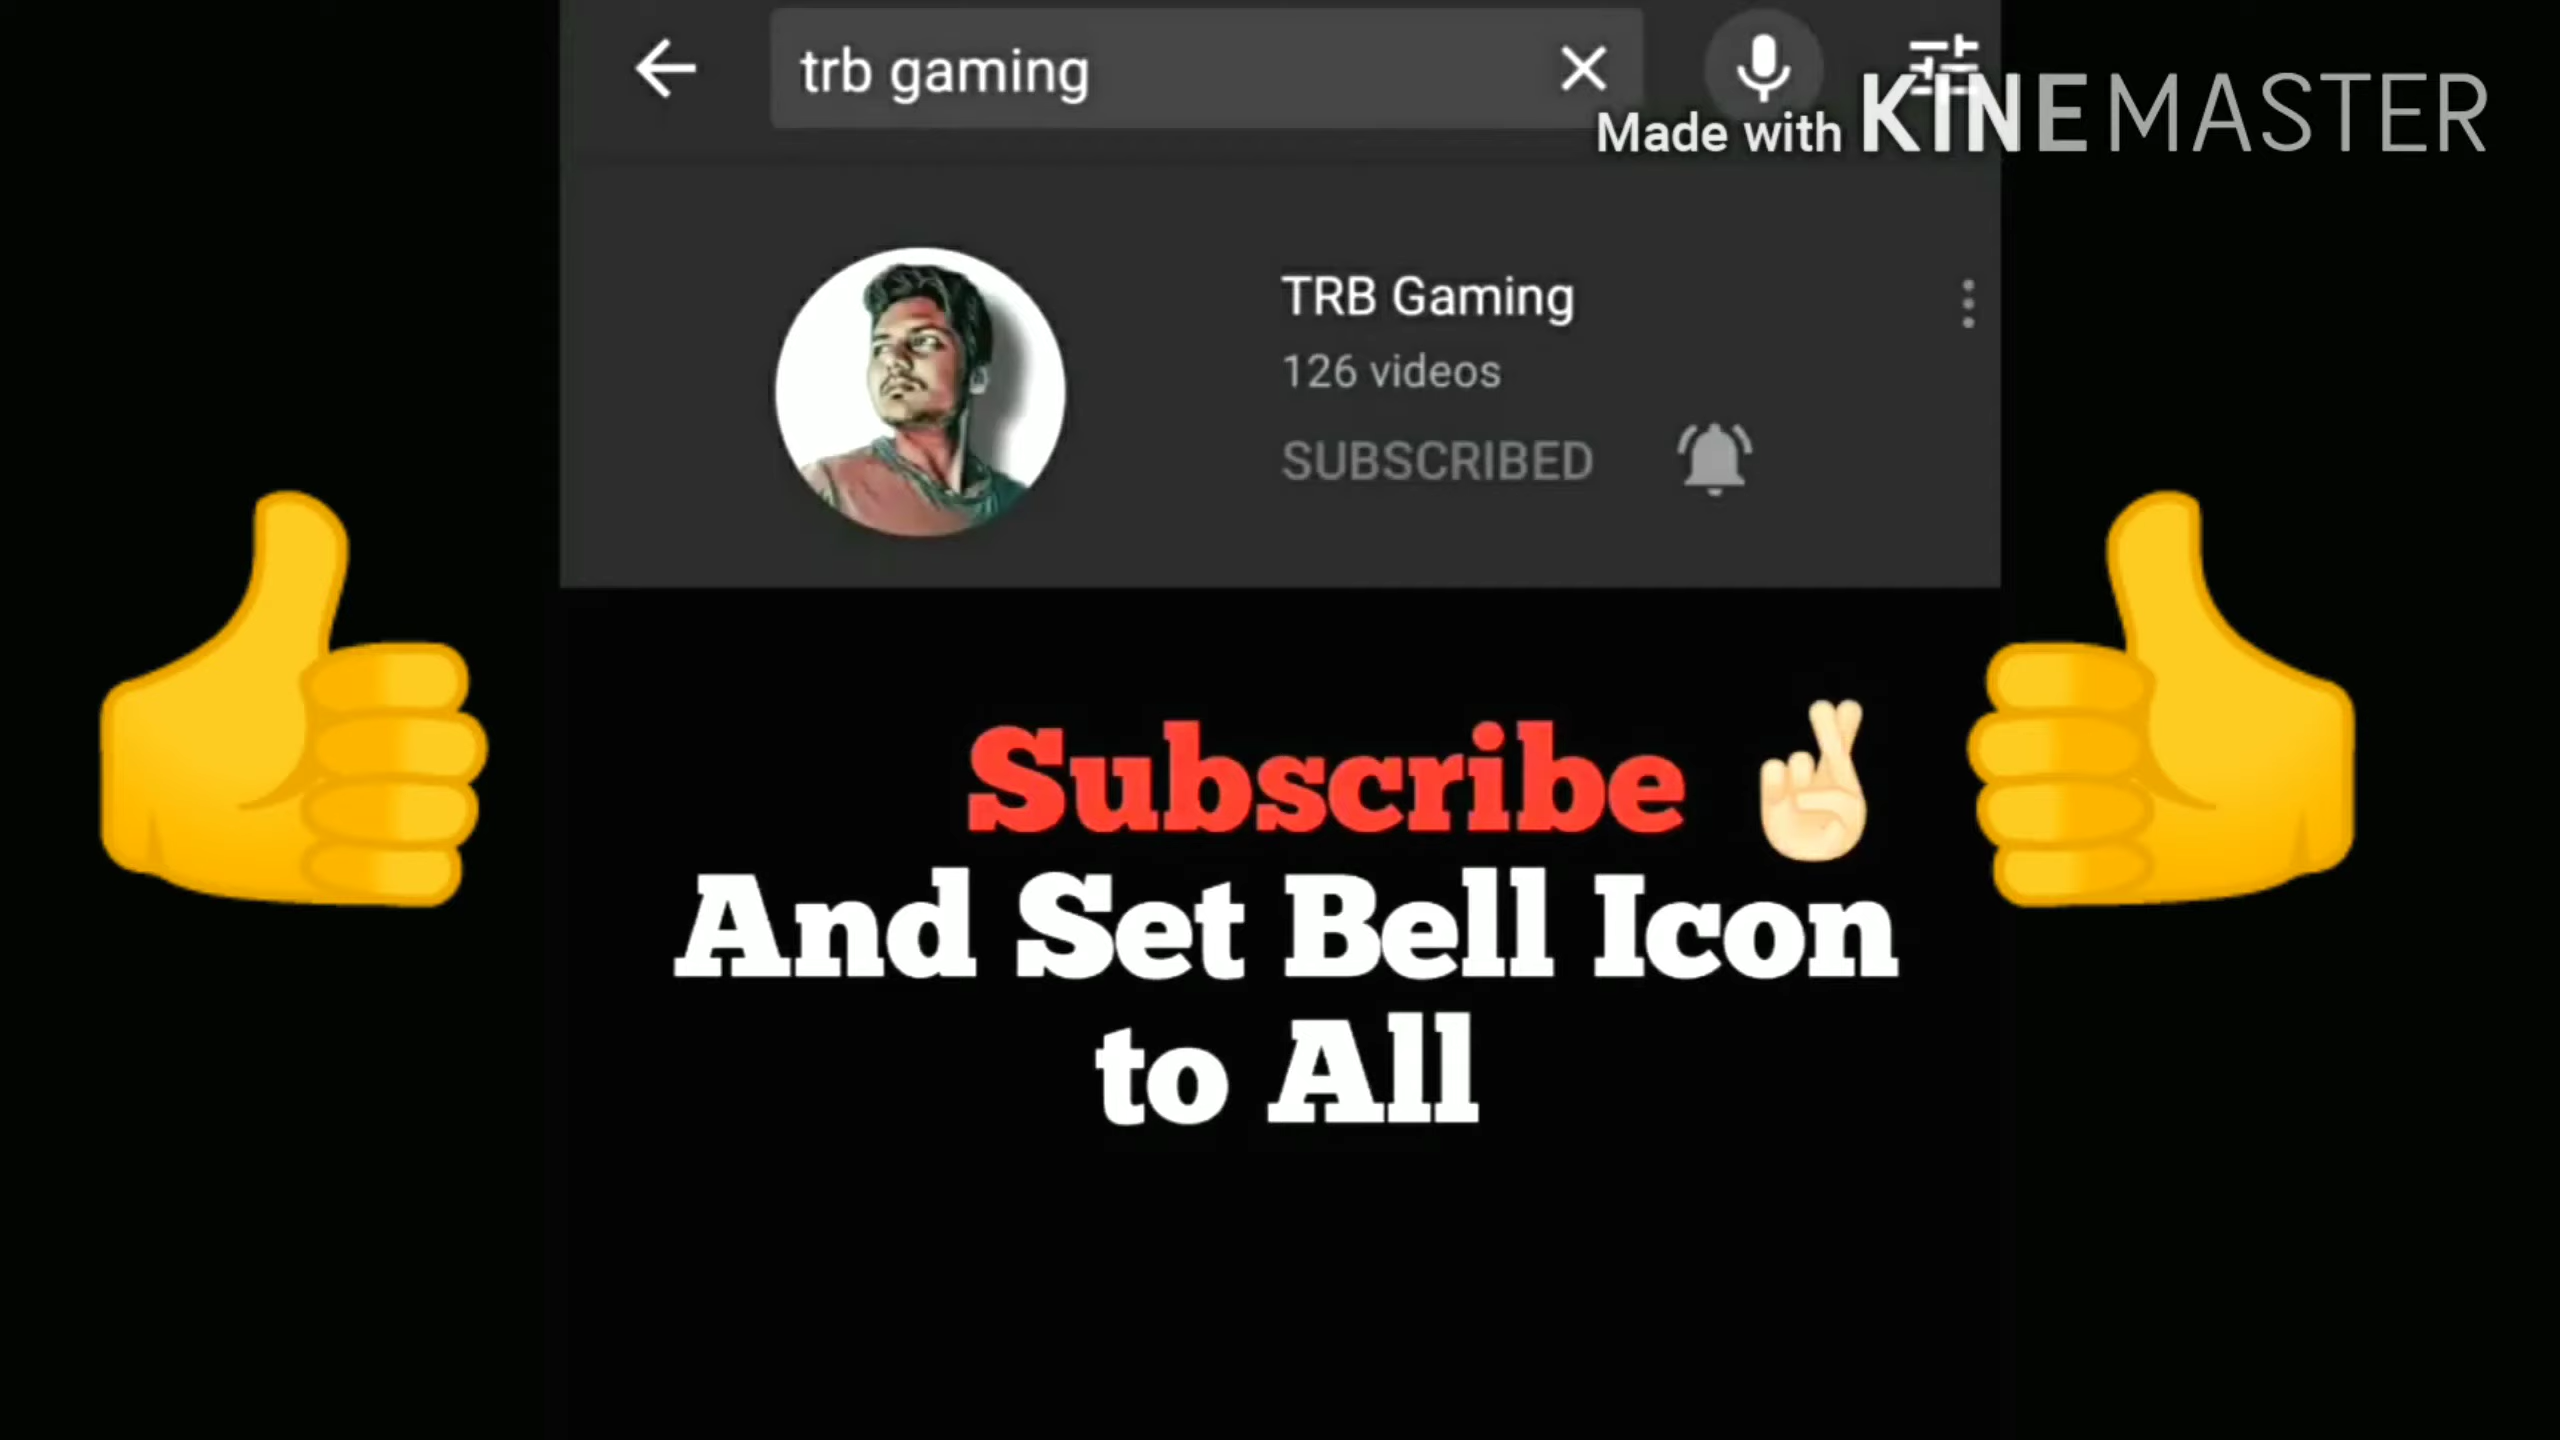 trb gaming
Made with KINEMASTER
TRB Gaming
126 videos
SUBSCRIBED
Subscribe
And Set Bell Icon
to All